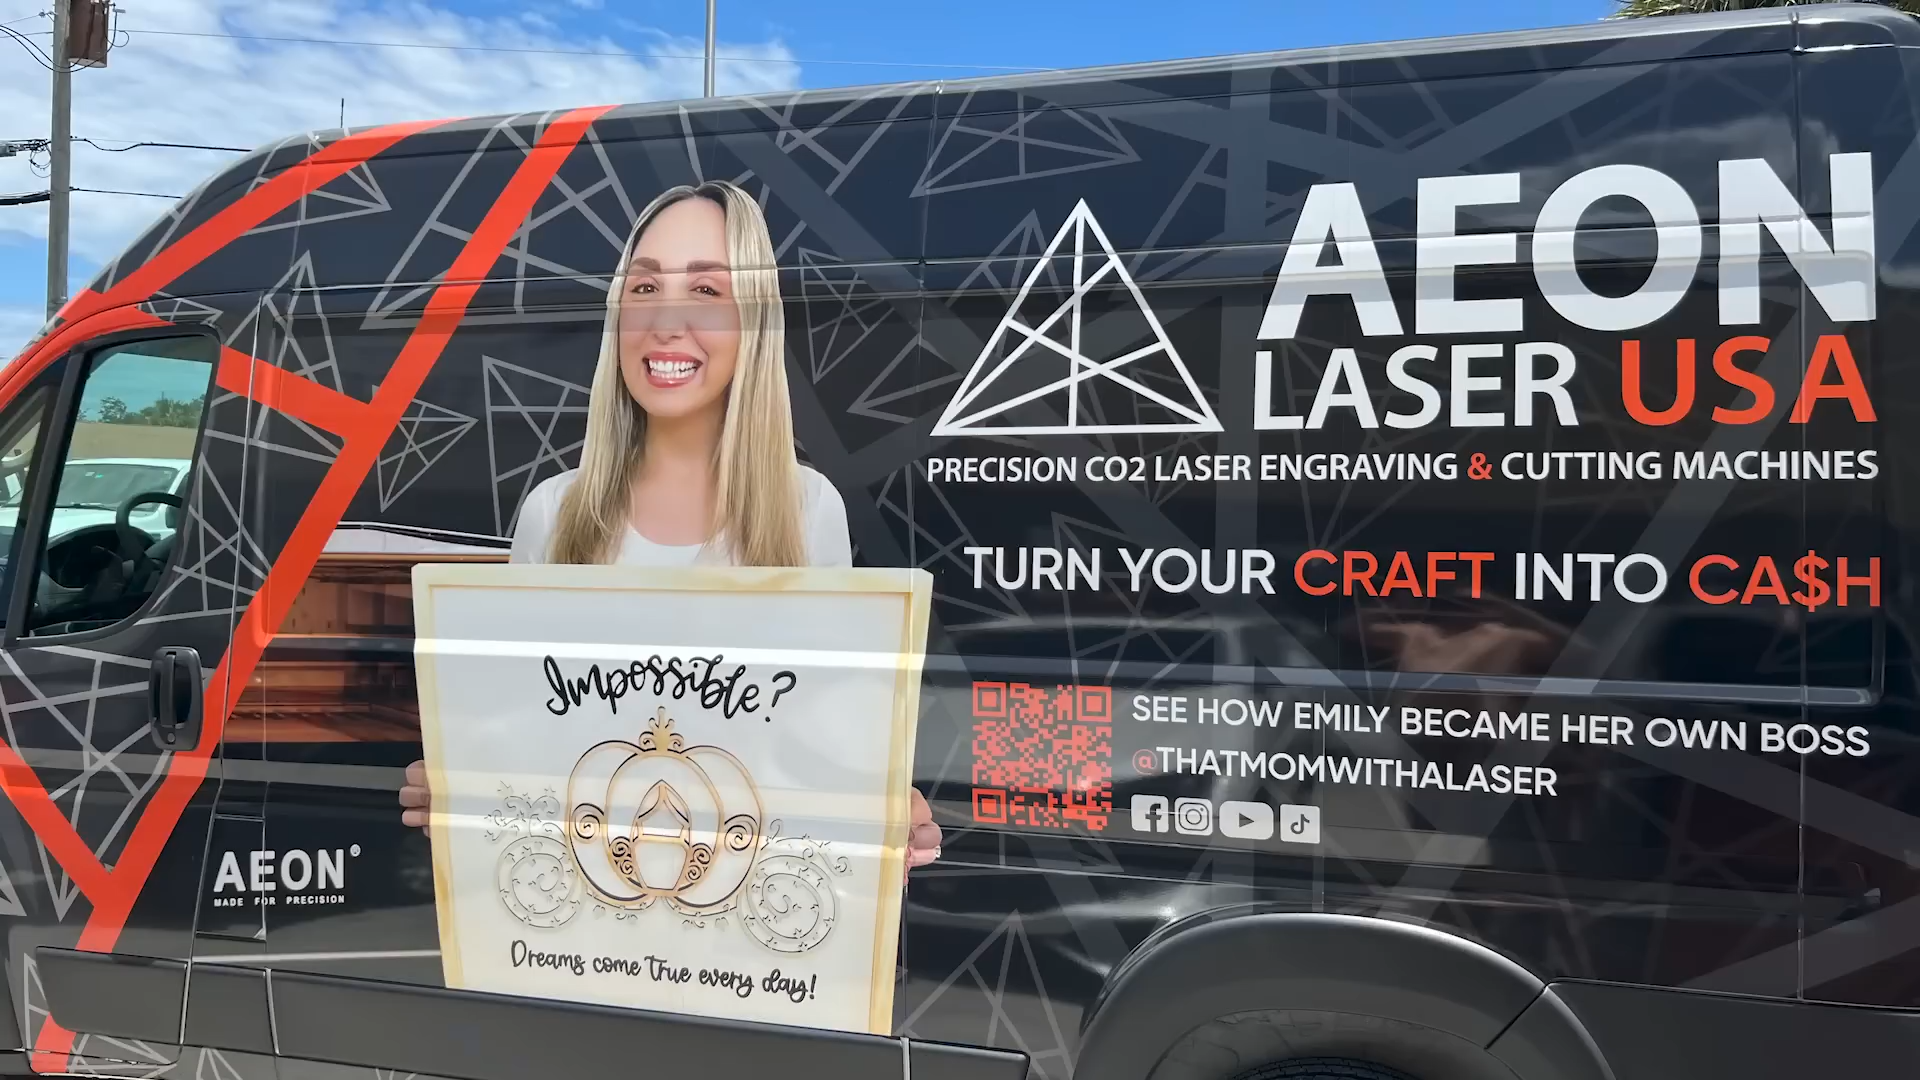 AEON
LASER USA
PRECISION CO2 LASER ENGRAVING & CUTTING MACHINES
TURN YOUR CRAFT INTO CA$H
SEE HOW EMILY BECAME HER OWN BOSS
@THATMOMWITHALASER
Impossible?
Dreams come true every day!
AEON®
MADE FOR PRECISION